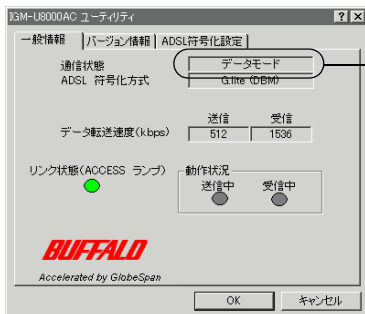 IGM-U8000AC ユーティリティ
一般情報 バージョン情報 ADSL符号化設定
通信状態 データモード
ADSL 符号化方式 G.lite (DBM)
送信 受信
データ転送速度(kbps) 512 1536
リンク状態(ACCESS ランプ) 動作状況
送信中 受信中
BUFFALO
Accelerated by GlobeSpan
OK キャンセル